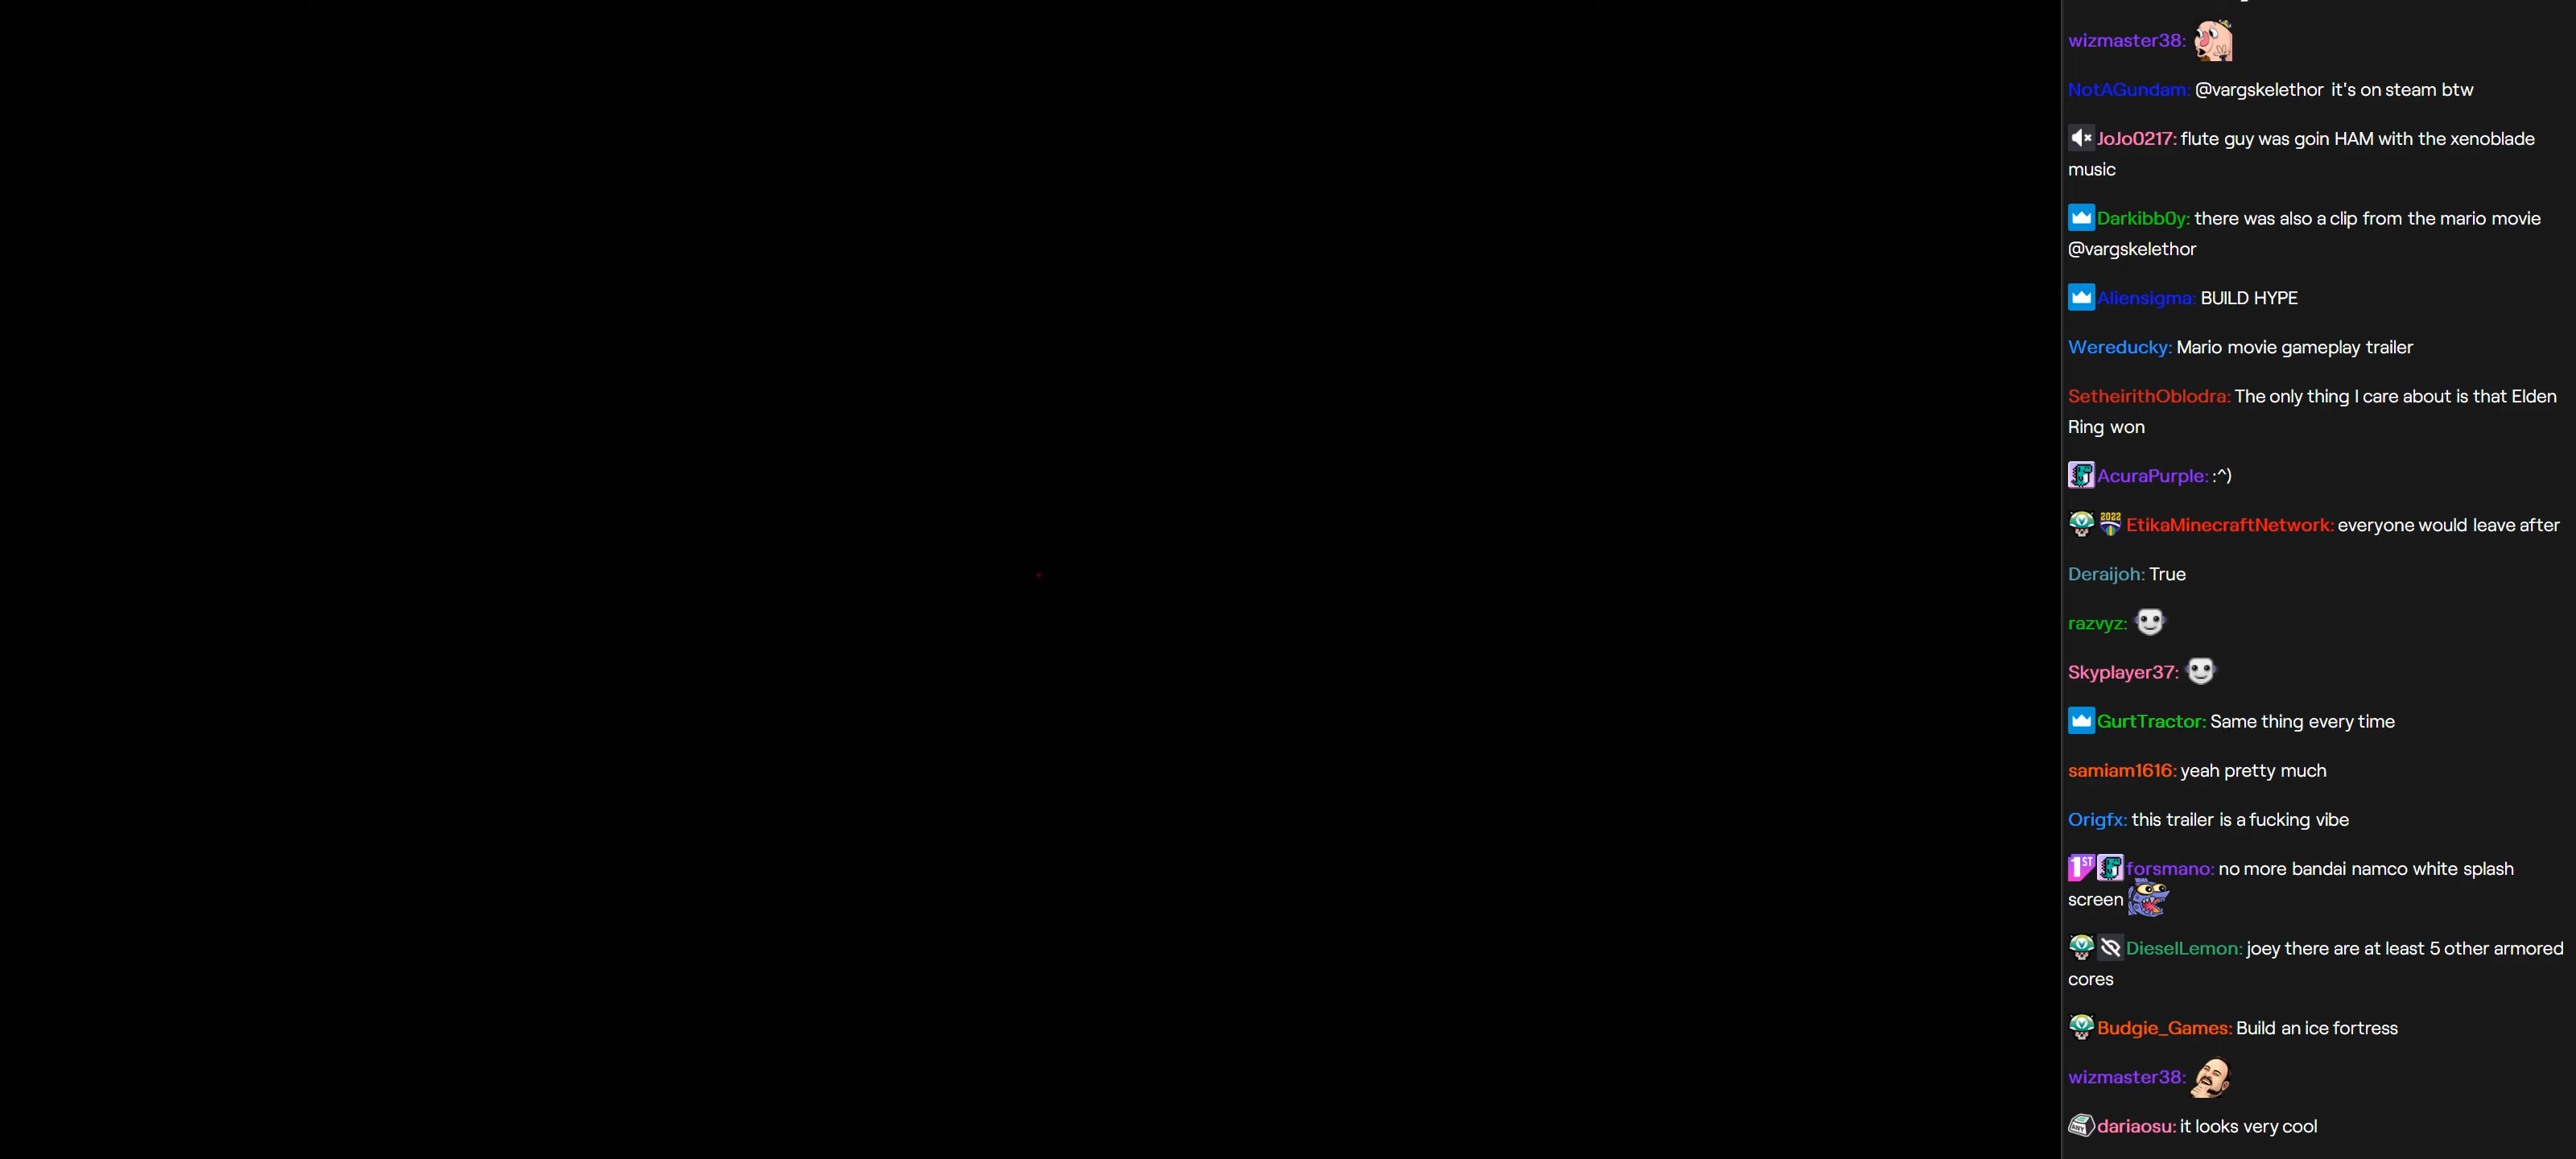 wizmaster38:
NotAGundam: @vargskelethor it's on steam btw
JoJo0217: flute guy was goin HAM with the xenoblade
music
Darkibb0y: there was also a clip from the mario movie
@vargskelethor
Aliensigma: BUILD HYPE
Wereducky: Mario movie gameplay trailer
SetheirithOblodra: The only thing I care about is that Elden
Ring won
AcuraPurple: :^)
2022 EtikaMinecraftNetwork: everyone would leave after
Deraijoh: True
razvyz:
Skyplayer37:
GurtTractor: Same thing every time
samiam1616: yeah pretty much
Origfx: this trailer is a fucking vibe
1ST forsmano: no more bandai namco white splash
screen
DieselLemon: joey there are at least 5 other armored
cores
Budgie_Games: Build an ice fortress
wizmaster38:
dariaosu: it looks very cool